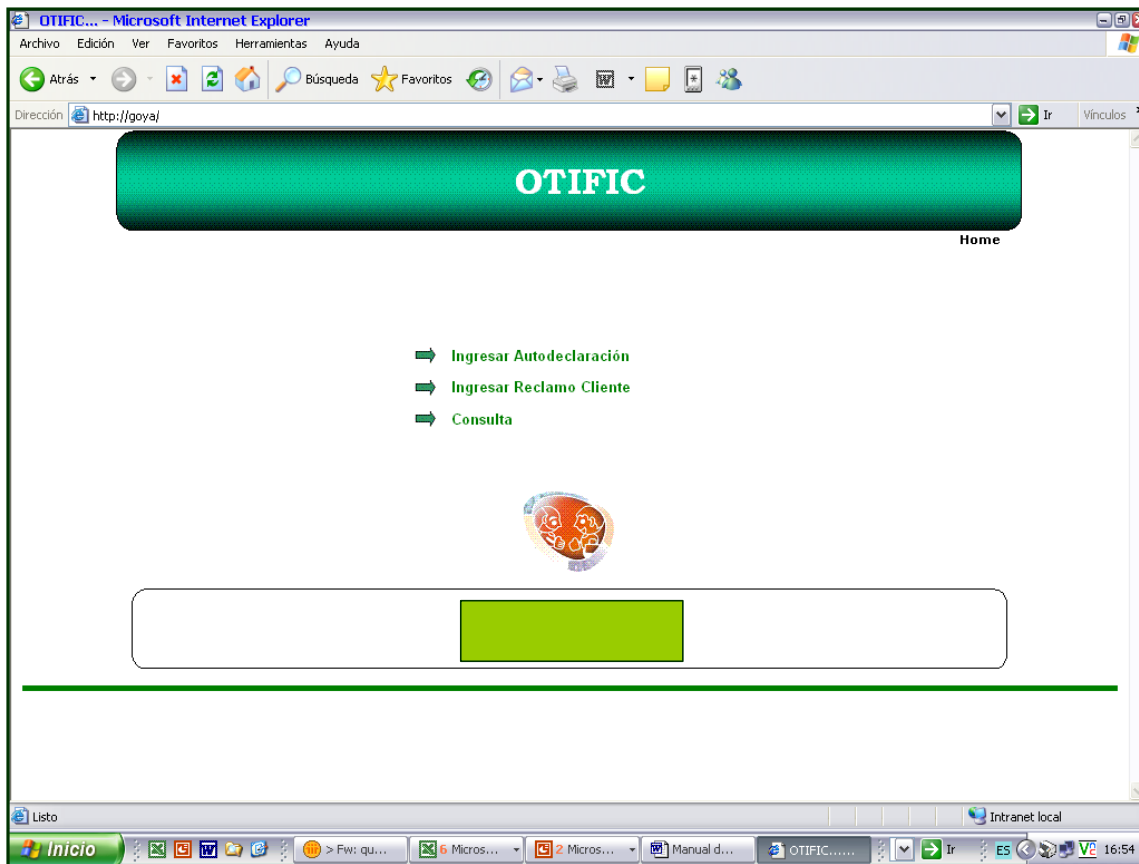 OTIFIC... - Microsoft Internet Explorer
Archivo Edición Ver Favoritos Herramientas Ayuda
Atrás Búsqueda Favoritos
Dirección http://goya/ Ir Vínculos
OTIFIC
Home
Ingresar Autodeclaración
Ingresar Reclamo Cliente
Consulta
Listo Intranet local
Inicio > Fw: qu... 6 Micros... 2 Micros... Manual d... OTIFIC...... Ir ES 16:54